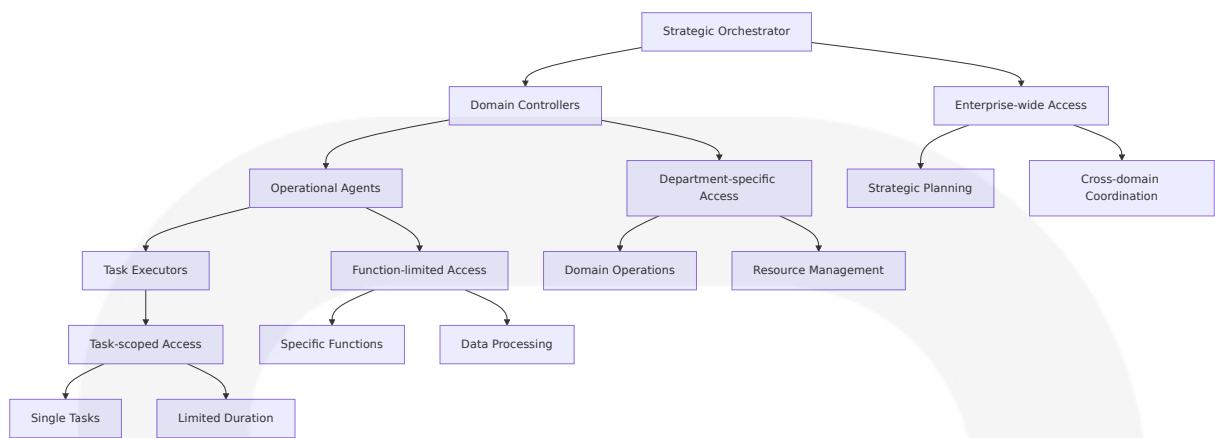 Strategic Orchestrator
Domain Controllers
Enterprise-wide Access
Operational Agents
Department-specific
Access
Strategic Planning
Cross-domain
Coordination
Task Executors
Function-limited Access
Domain Operations
Resource Management
Task-scoped Access
Specific Functions
Data Processing
Single Tasks
Limited Duration